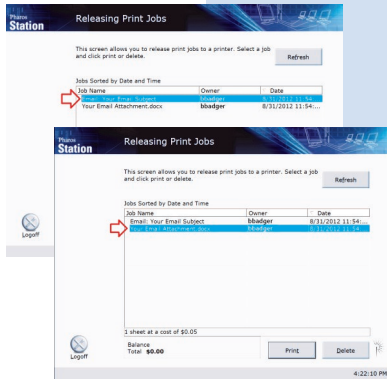 Pharos
Station
Releasing Print Jobs
This screen allows you to release print jobs to a printer. Select a job
and click print or delete.
Refresh
Jobs Sorted by Date and Time
Job Name Owner Date
Email: Your Email Subject bbadger 8/31/2012 11:54
Your Email Attachment.docx bbadger 8/31/2012 11:54:...
Logoff
Pharos
Station
Releasing Print Jobs
This screen allows you to release print jobs to a printer. Select a job
and click print or delete.
Refresh
Jobs Sorted by Date and Time
Job Name Owner Date
Email: Your Email Subject bbadger 8/31/2012 11:54:...
Your Email Attachment.docx bbadger 8/31/2012 11:54:...
1 sheet at a cost of $0.05
Balance
Total $0.00
Print
Delete
Logoff
4:22:10 PM